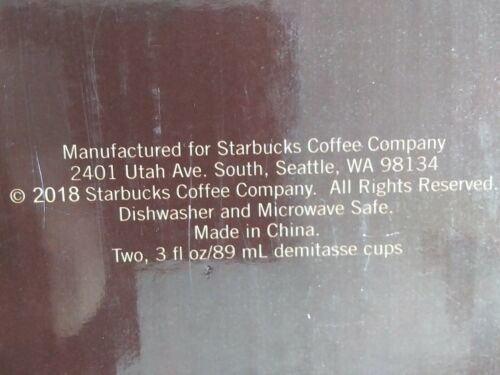 Manufactured for Starbucks Coffee Company
2401 Utah Ave. South, Seattle, WA 98134
© 2018 Starbucks Coffee Company. All Rights Reserved.
Dishwasher and Microwave Safe.
Made in China.
Two, 3 fl oz/89 mL demitasse cups